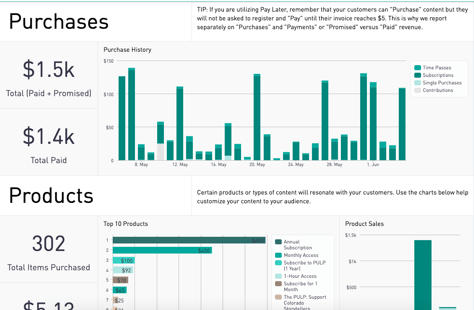 Purchases
TIP: If you are utilizing Pay Later, remember that your customers can "Purchase" content but they
will not be asked to register and "Pay" until their invoice reaches $5. This is why we report
separately on "Purchases" and "Payments" or "Promised" versus "Paid" revenue.
$1.5k
Total (Paid + Promised)
$1.4k
Total Paid
Purchase History
$150
$100
$50
0
8. May
12. May
16. May
20. May
24. May
28. May
1. Jun
Time Passes
Subscriptions
Single Purchases
Contributions
Products
Certain products or types of content will resonate with your customers. Use the charts below help
customize your content to your audience.
302
Total Items Purchased
$5.13
Top 10 Products
1
2
3
4
5
6
7
$100
$92
$25
Annual
Subscription
Monthly Access
Subscribe to PULP
(1 Year)
1-Hour Access
Subscribe for 1
Month
The PULP: Support
Colorado
Storytellers
Product Sales
$1.5k
$1k
$500